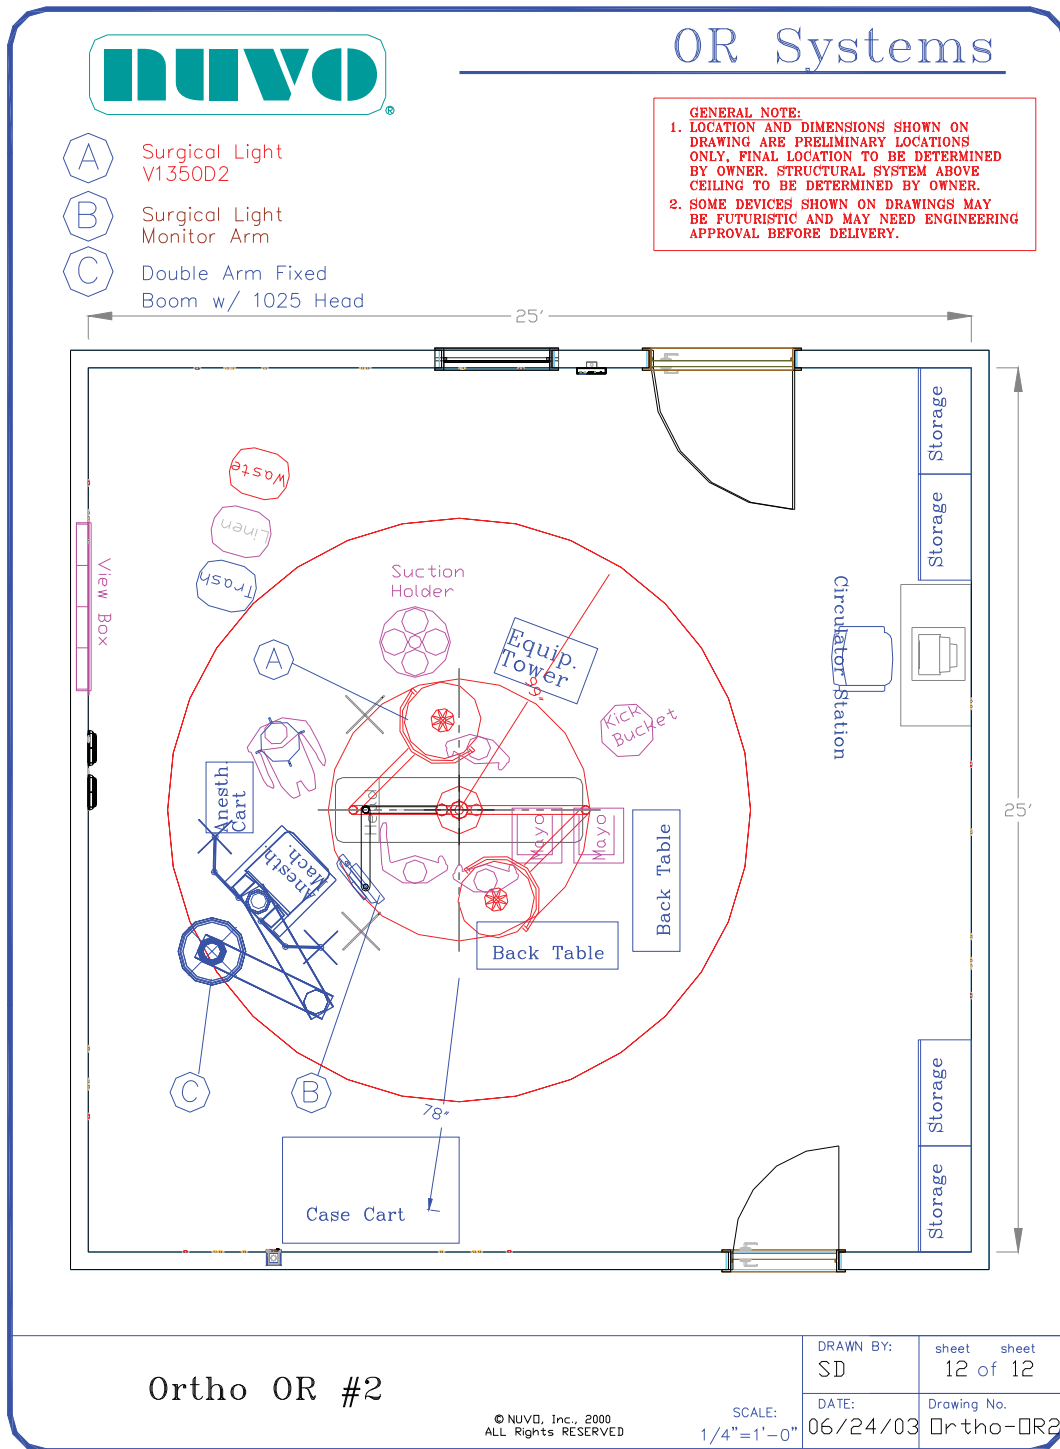 nuvo
®
OR Systems
A
Surgical Light
V1350D2
B
Surgical Light
Monitor Arm
C
Double Arm Fixed
Boom w/ 1025 Head
GENERAL NOTE:
1. LOCATION AND DIMENSIONS SHOWN ON
DRAWING ARE PRELIMINARY LOCATIONS
ONLY, FINAL LOCATION TO BE DETERMINED
BY OWNER. STRUCTURAL SYSTEM ABOVE
CEILING TO BE DETERMINED BY OWNER.
2. SOME DEVICES SHOWN ON DRAWINGS MAY
BE FUTURISTIC AND MAY NEED ENGINEERING
APPROVAL BEFORE DELIVERY.
25'
Storage
Storage
Waste
Linen
Trash
View Box
Suction
Holder
Equip.
Tower
A
Kick
Bucket
Circulator Station
25'
Anesth.
Cart
Anesth.
Mach.
Head
Mayo
Mayo
Back Table
Back Table
C
B
78"
Storage
Storage
Case Cart
Ortho OR #2
© NUVO, Inc., 2000
ALL Rights RESERVED
SCALE:
1/4"=1'-0"
DRAWN BY:
SD
DATE:
06/24/03
sheet sheet
12 of 12
Drawing No.
Ortho-OR2